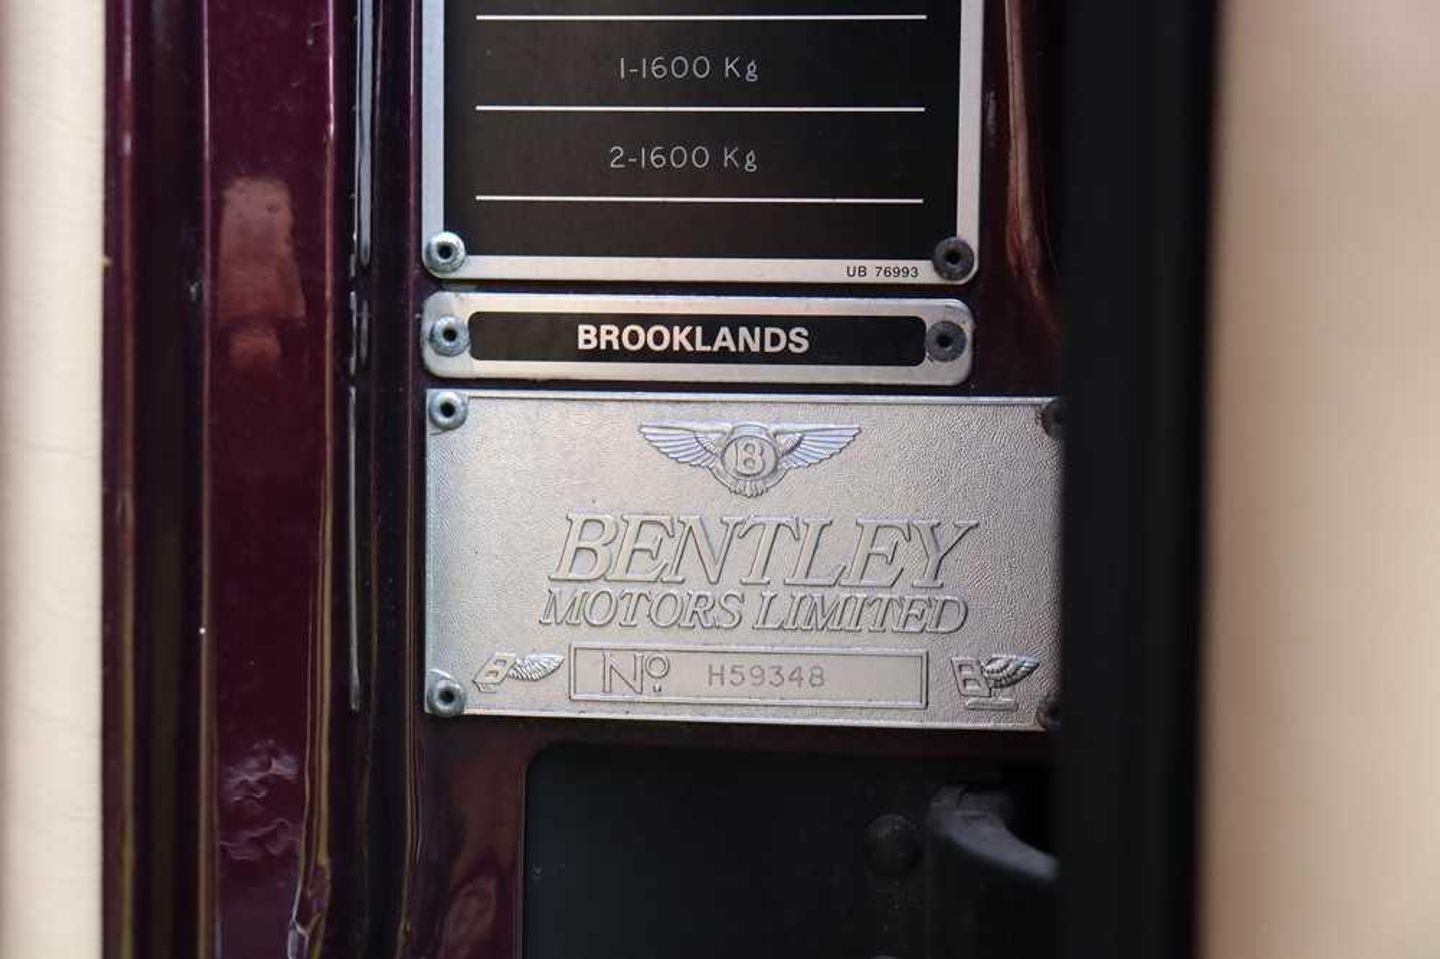 1-1600 Kg
2-1600 Kg
UB 76993
BROOKLANDS
B
BENTLEY
MOTORS LIMITED
B Nº H59348 B